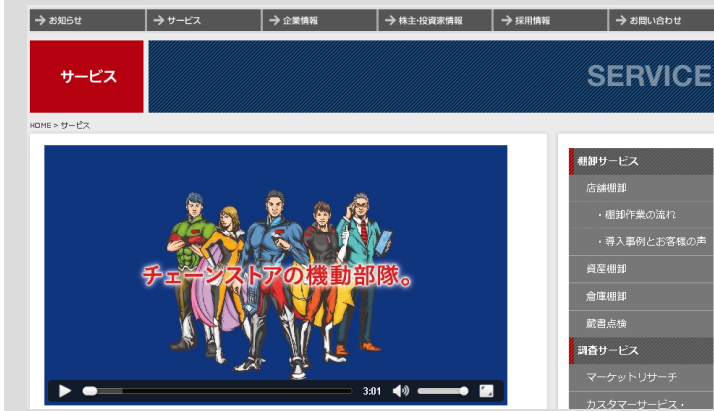 お知らせ
サービス
企業情報
株主・投資家情報
採用情報
お問い合わせ
サービス
SERVICE
HOME > サービス
チェーンストアの機動部隊。
3:01
棚卸サービス
店舗棚卸
・棚卸作業の流れ
・導入事例とお客様の声
資産棚卸
倉庫棚卸
蔵書点検
調査サービス
マーケットリサーチ
カスタマーサービス・